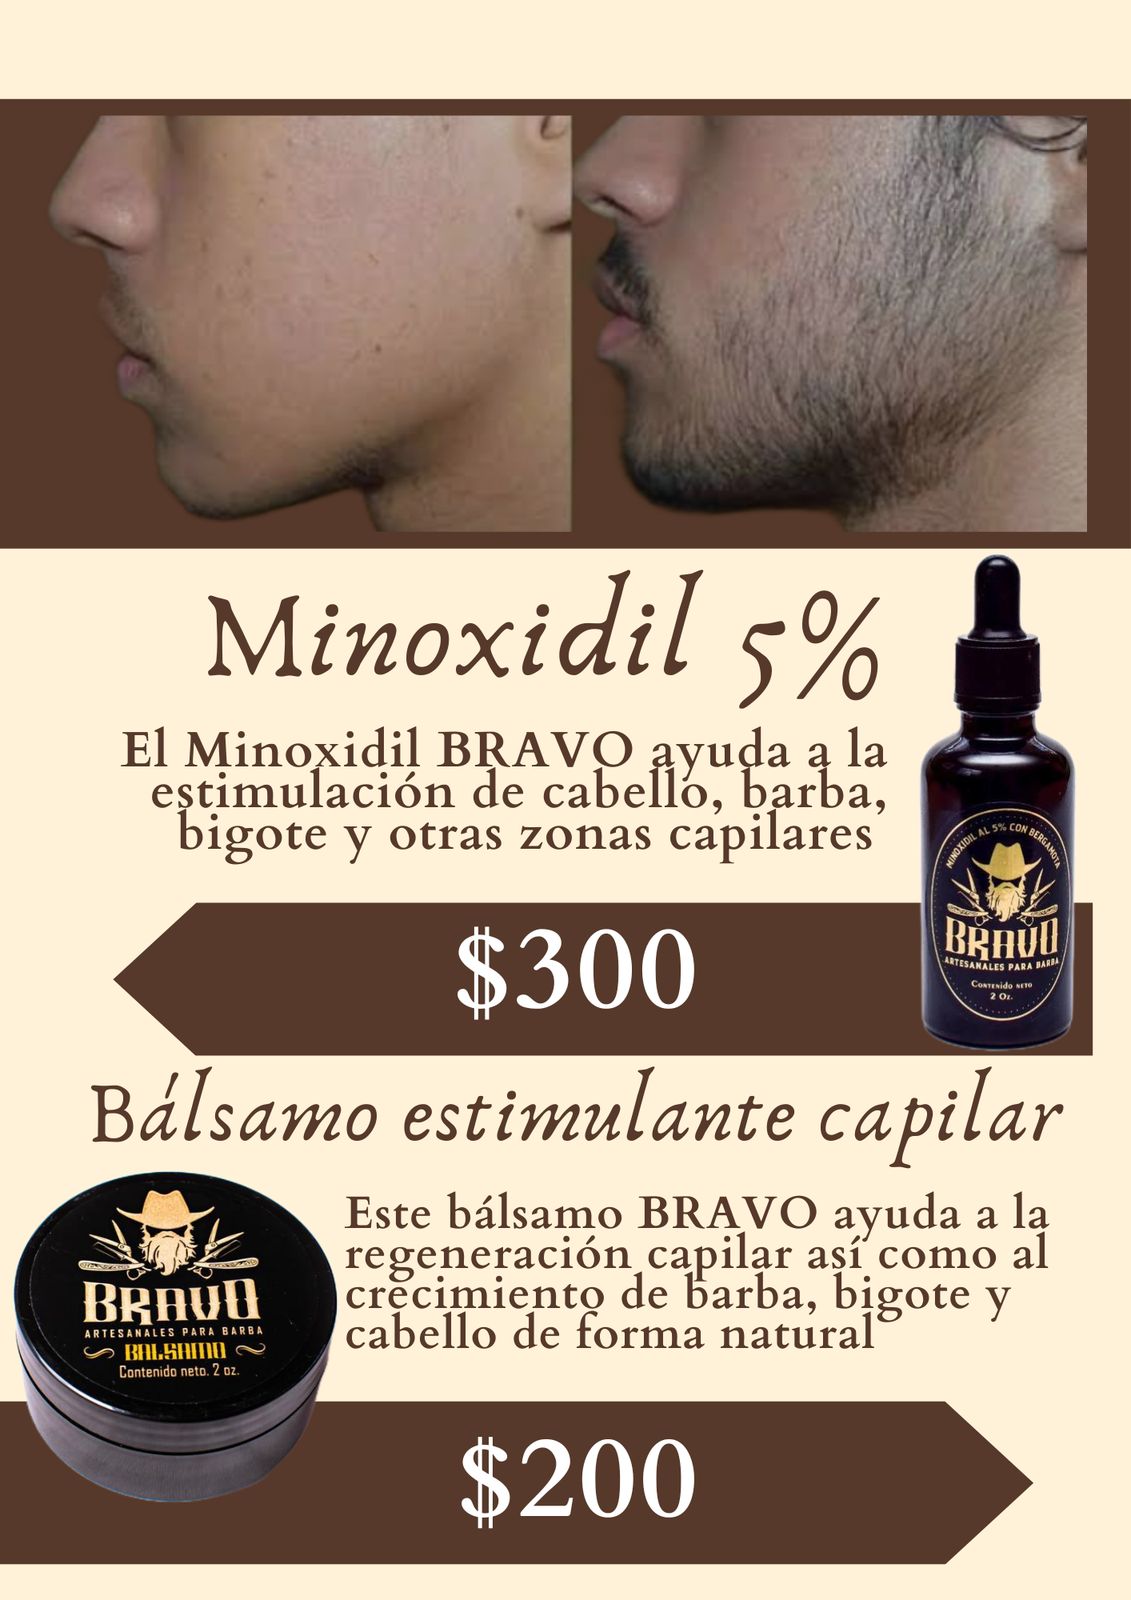 Minoxidil 5%
El Minoxidil BRAVO ayuda a la
estimulación de cabello, barba,
bigote y otras zonas capilares
MINOXIDIL AL 5% CON BERGAMOTA
BRAVO
ARTESANALES PARA BARBA
Contenido neto
2 Oz.
$300
Bálsamo estimulante capilar
BRAVO
ARTESANALES PARA BARBA
BALSAMO
Contenido neto. 2 oz.
Este bálsamo BRAVO ayuda a la
regeneración capilar así como al
crecimiento de barba, bigote y
cabello de forma natural
$200